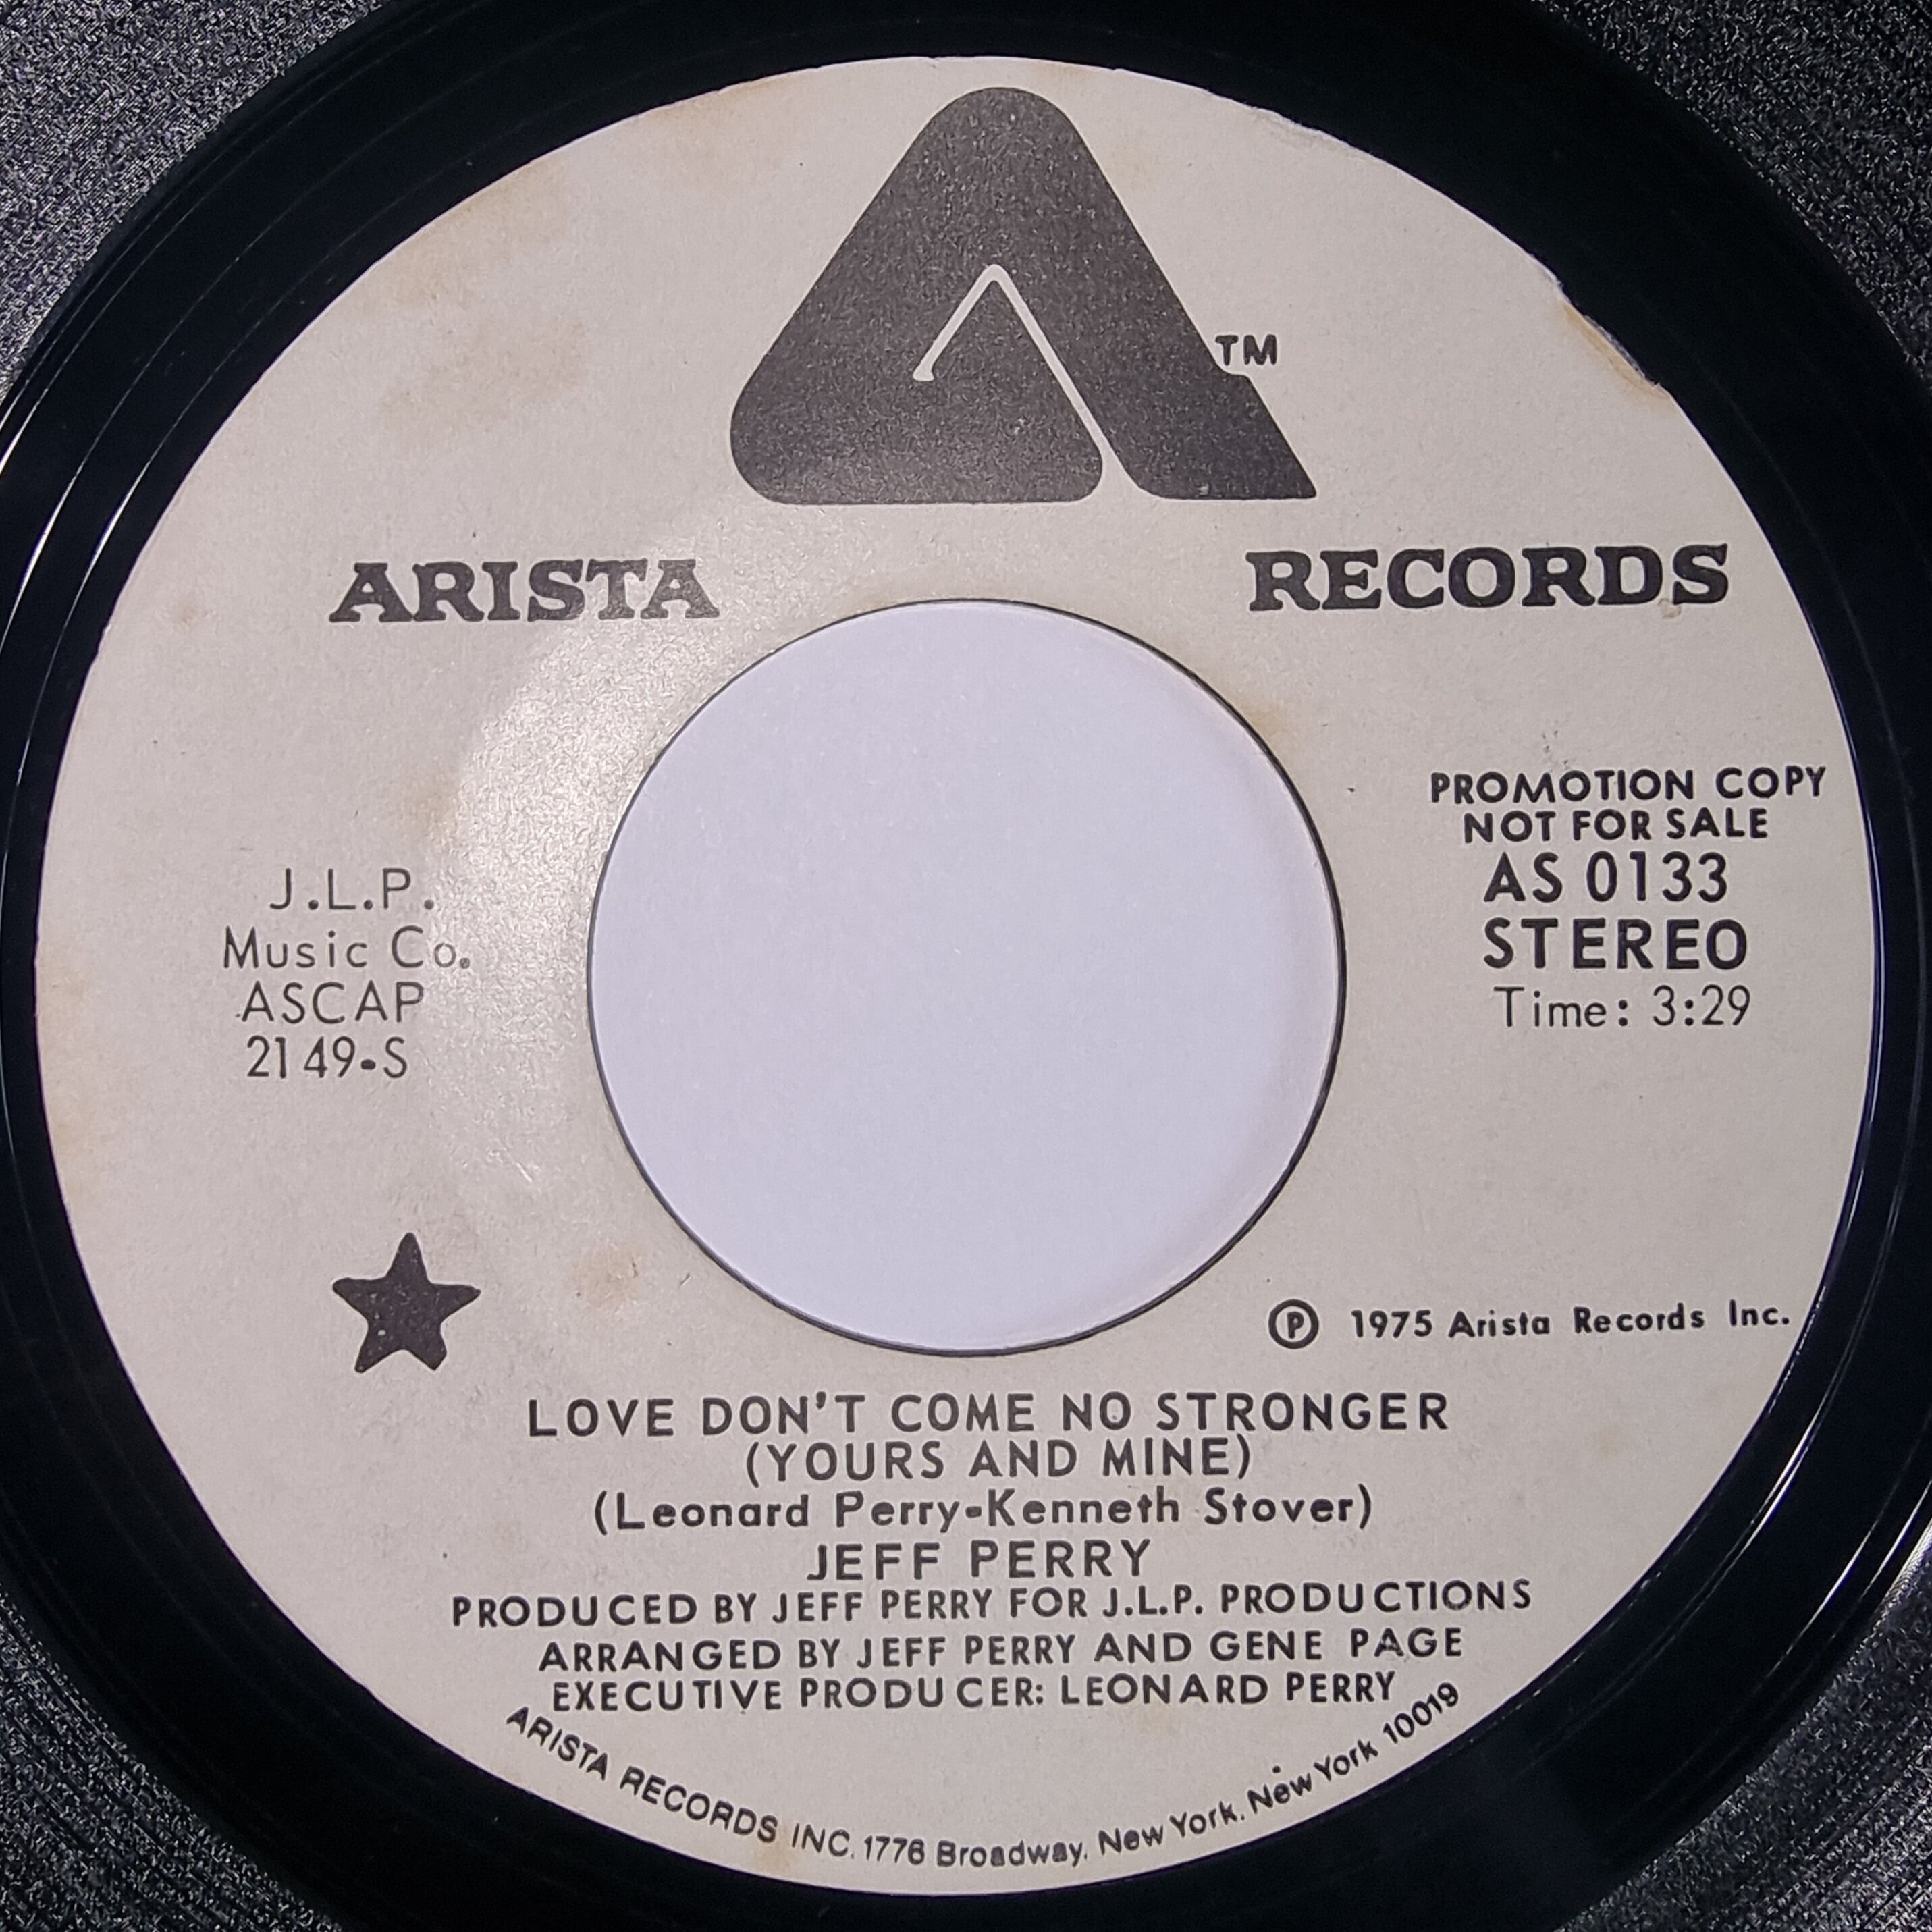 TM
ARISTA RECORDS
PROMOTION COPY
NOT FOR SALE
AS 0133
STEREO
Time: 3:29
J.L.P.
Music Co.
ASCAP
2149-S
℗ 1975 Arista Records Inc.
LOVE DON'T COME NO STRONGER
(YOURS AND MINE)
(Leonard Perry-Kenneth Stover)
JEFF PERRY
PRODUCED BY JEFF PERRY FOR J.L.P. PRODUCTIONS
ARRANGED BY JEFF PERRY AND GENE PAGE
EXECUTIVE PRODUCER: LEONARD PERRY
ARISTA RECORDS INC. 1776 Broadway, New York, New York 10019